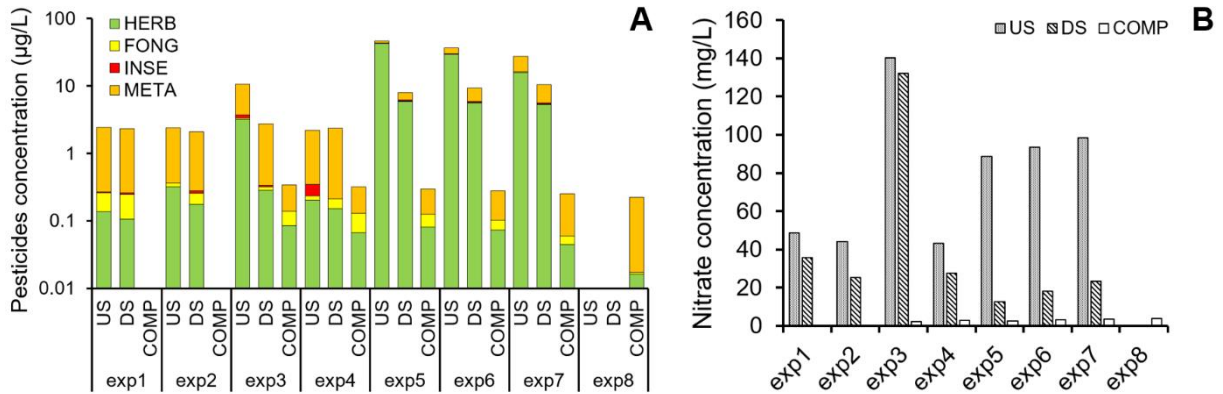 A
Pesticides concentration (µg/L)
100
10
1
0.1
0.01
HERB
FONG
INSE
META
US DS COMP US DS COMP US DS COMP US DS COMP US DS COMP US DS COMP US DS COMP US DS COMP
exp1 exp2 exp3 exp4 exp5 exp6 exp7 exp8
B
Nitrate concentration (mg/L)
160
140
120
100
80
60
40
20
0
US DS COMP
exp1 exp2 exp3 exp4 exp5 exp6 exp7 exp8